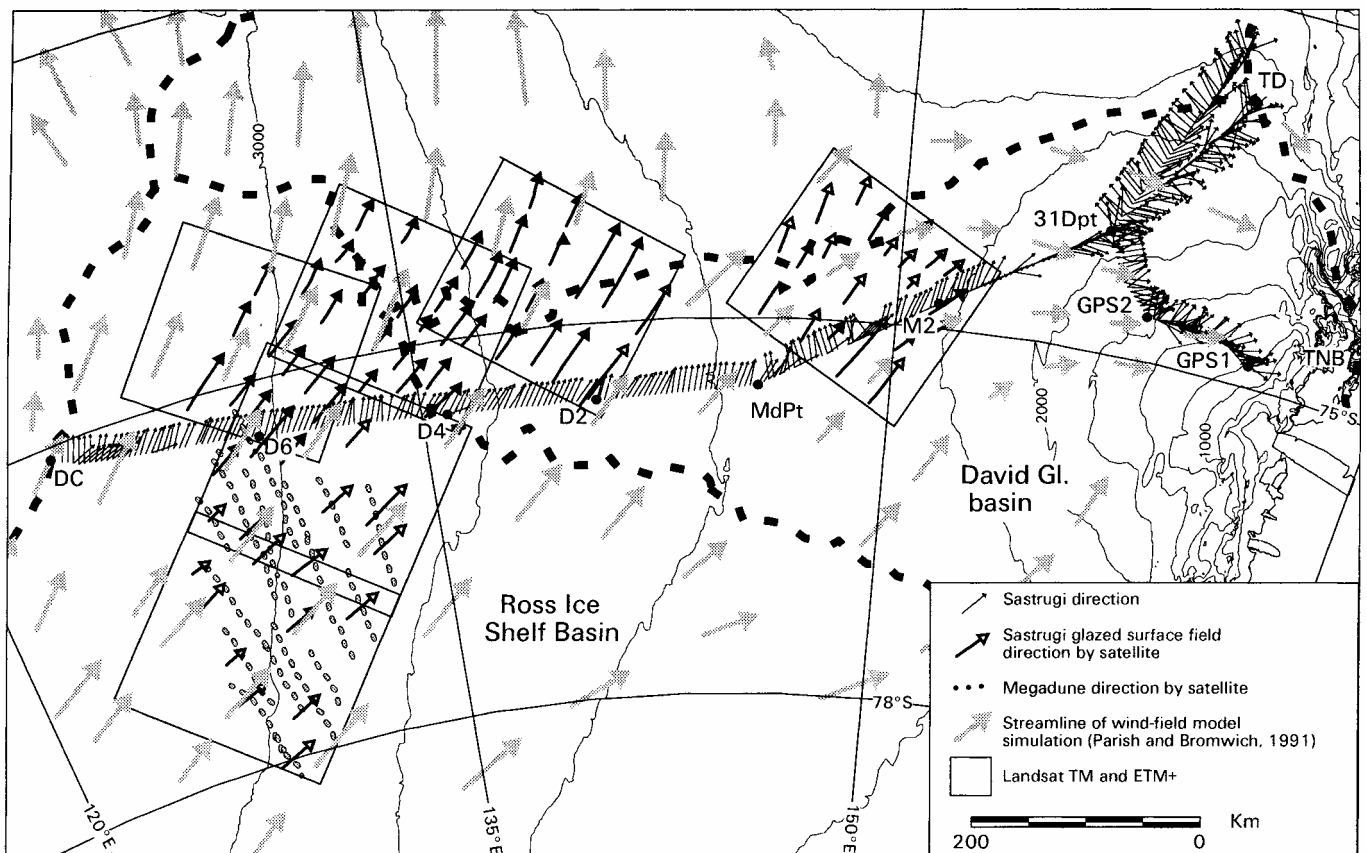 TD
3000
31Dpt
GPS2
M2
GPS1
TNB
75°S
MdPt
D2
D4
D6
DC
2000
1000
David Gl.
basin
Ross Ice
Shelf Basin
78°S
120°E
135°E
150°E
Sastrugi direction
Sastrugi glazed surface field
direction by satellite
Megadune direction by satellite
Streamline of wind-field model
simulation (Parish and Bromwich, 1991)
Landsat TM and ETM+
Km
200 0